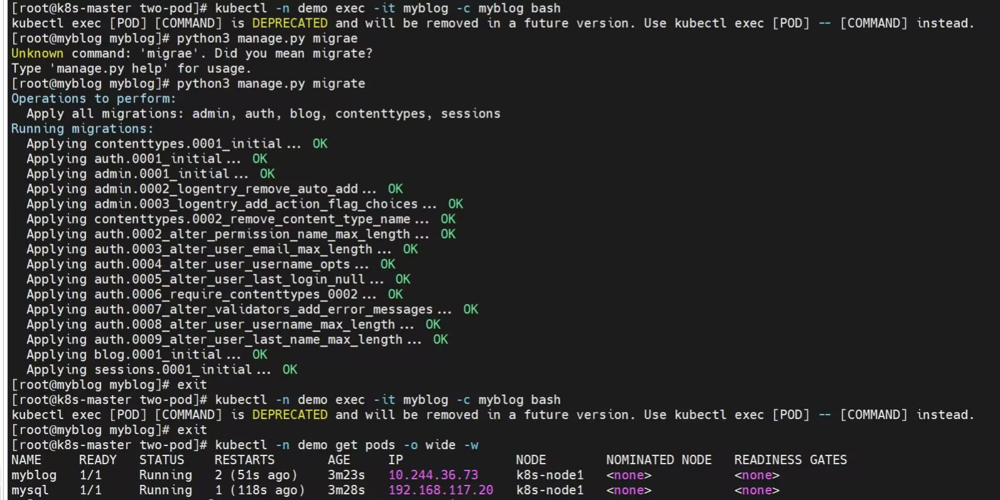 [root@k8s-master two-pod]# kubectl -n demo exec -it myblog -c myblog bash
kubectl exec [POD] [COMMAND] is DEPRECATED and will be removed in a future version. Use kubectl exec [POD] -- [COMMAND] instead.
[root@myblog myblog]# python3 manage.py migrae
Unknown command: 'migrae'. Did you mean migrate?
Type 'manage.py help' for usage.
[root@myblog myblog]# python3 manage.py migrate
Operations to perform:
  Apply all migrations: admin, auth, blog, contenttypes, sessions
Running migrations:
  Applying contenttypes.0001_initial... OK
  Applying auth.0001_initial... OK
  Applying admin.0001_initial... OK
  Applying admin.0002_logentry_remove_auto_add... OK
  Applying admin.0003_logentry_add_action_flag_choices... OK
  Applying contenttypes.0002_remove_content_type_name... OK
  Applying auth.0002_alter_permission_name_max_length... OK
  Applying auth.0003_alter_user_email_max_length... OK
  Applying auth.0004_alter_user_username_opts... OK
  Applying auth.0005_alter_user_last_login_null... OK
  Applying auth.0006_require_contenttypes_0002... OK
  Applying auth.0007_alter_validators_add_error_messages... OK
  Applying auth.0008_alter_user_username_max_length... OK
  Applying auth.0009_alter_user_last_name_max_length... OK
  Applying blog.0001_initial... OK
  Applying sessions.0001_initial... OK
[root@myblog myblog]# exit
[root@k8s-master two-pod]# kubectl -n demo exec -it myblog -c myblog bash
kubectl exec [POD] [COMMAND] is DEPRECATED and will be removed in a future version. Use kubectl exec [POD] -- [COMMAND] instead.
[root@myblog myblog]# exit
[root@k8s-master two-pod]# kubectl -n demo get pods -o wide -w
NAME     READY   STATUS    RESTARTS       AGE     IP               NODE        NOMINATED NODE   READINESS GATES
myblog   1/1     Running   2 (51s ago)    3m23s   10.244.36.73     k8s-node1   <none>           <none>
mysql    1/1     Running   1 (118s ago)   3m28s   192.168.117.20   k8s-node1   <none>           <none>